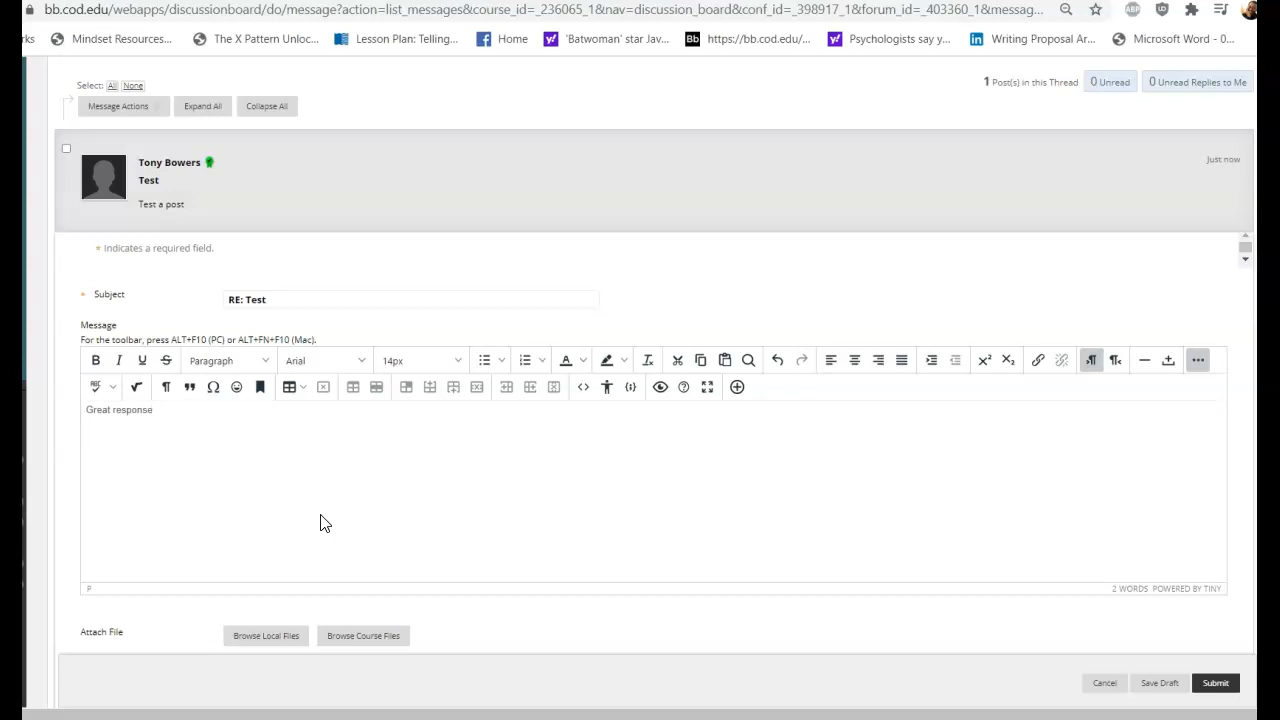 bb.cod.edu/webapps/discussionboard/do/message?action=list_messages&course_id=_236065_1&nav=discussion_board&conf_id=_398917_1&forum_id=_403360_1&messag...
ABP
rks Mindset Resources... The X Pattern Unloc... Lesson Plan: Telling... Home 'Batwoman' star Jav... Bb https://bb.cod.edu/... Psychologists say y... Writing Proposal Ar... Microsoft Word - 0...
Select: All None
1 Post(s) in this Thread 0 Unread 0 Unread Replies to Me
Message Actions Expand All Collapse All
Tony Bowers
Just now
Test
Test a post
* Indicates a required field.
* Subject RE: Test
Message
For the toolbar, press ALT+F10 (PC) or ALT+FN+F10 (Mac).
B I U S Paragraph Arial 14px
Great response
P 2 WORDS POWERED BY TINY
Attach File Browse Local Files Browse Course Files
Cancel Save Draft Submit